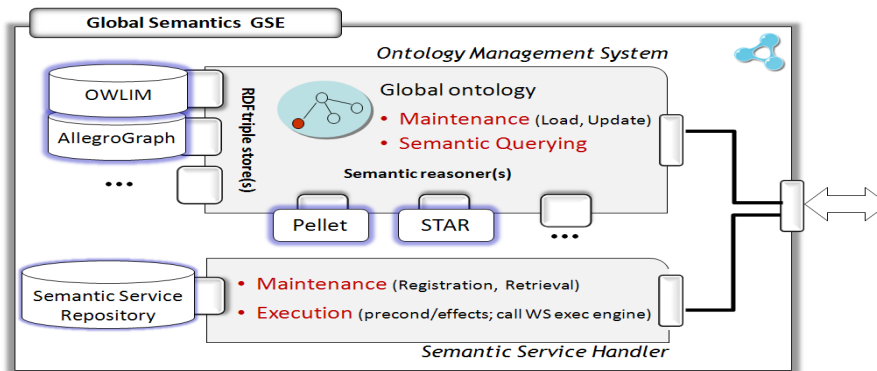 Global Semantics GSE
Ontology Management System
OWLIM
AllegroGraph
...
RDF triple store(s)
Global ontology
• Maintenance (Load, Update)
• Semantic Querying
Semantic reasoner(s)
Pellet
STAR
...
Semantic Service
Repository
• Maintenance (Registration, Retrieval)
• Execution (precond/effects; call WS exec engine)
Semantic Service Handler